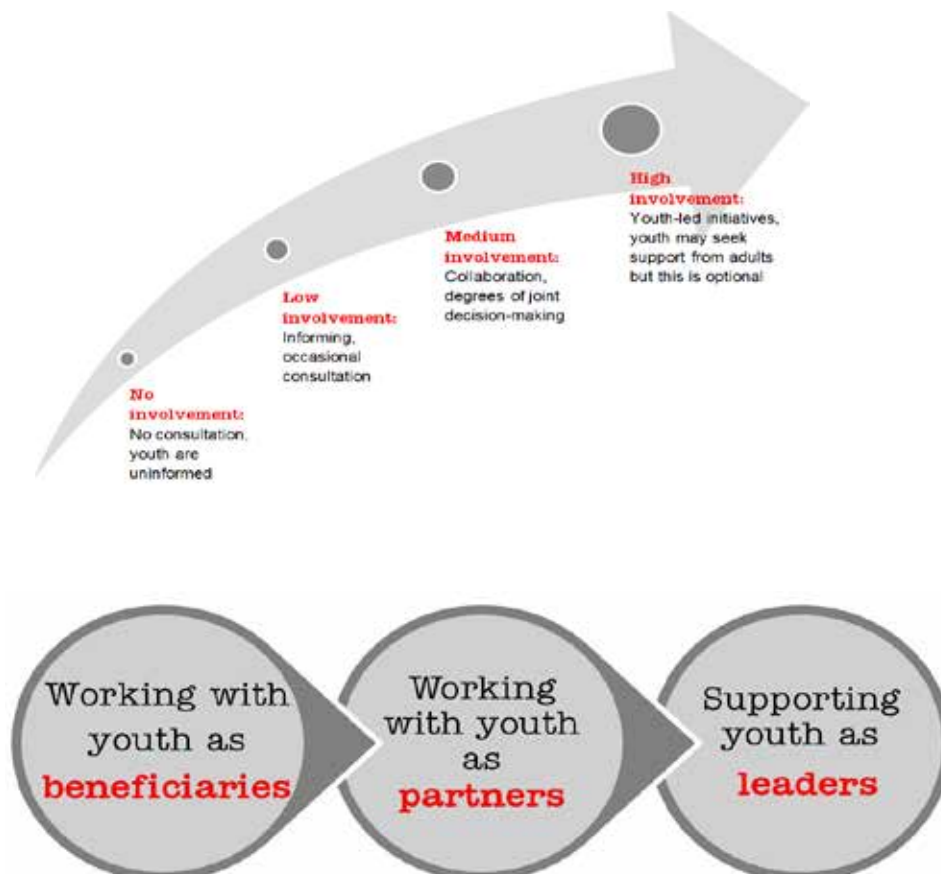 No
involvement:
No consultation,
youth are
uninformed
Low
involvement:
Informing,
occasional
consultation
Medium
involvement:
Collaboration,
degrees of joint
decision-making
High
involvement:
Youth-led initiatives,
youth may seek
support from adults
but this is optional
Working with
youth as
beneficiaries
Working
with youth
as
partners
Supporting
youth as
leaders